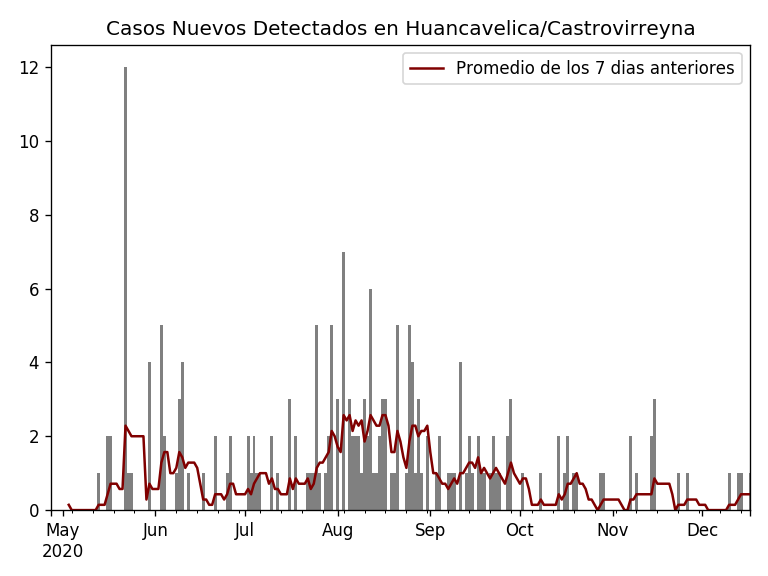 Casos Nuevos Detectados en Huancavelica/Castrovirreyna
Promedio de los 7 dias anteriores
12
10
8
6
4
2
0
May Jun Jul Aug Sep Oct Nov Dec
2020